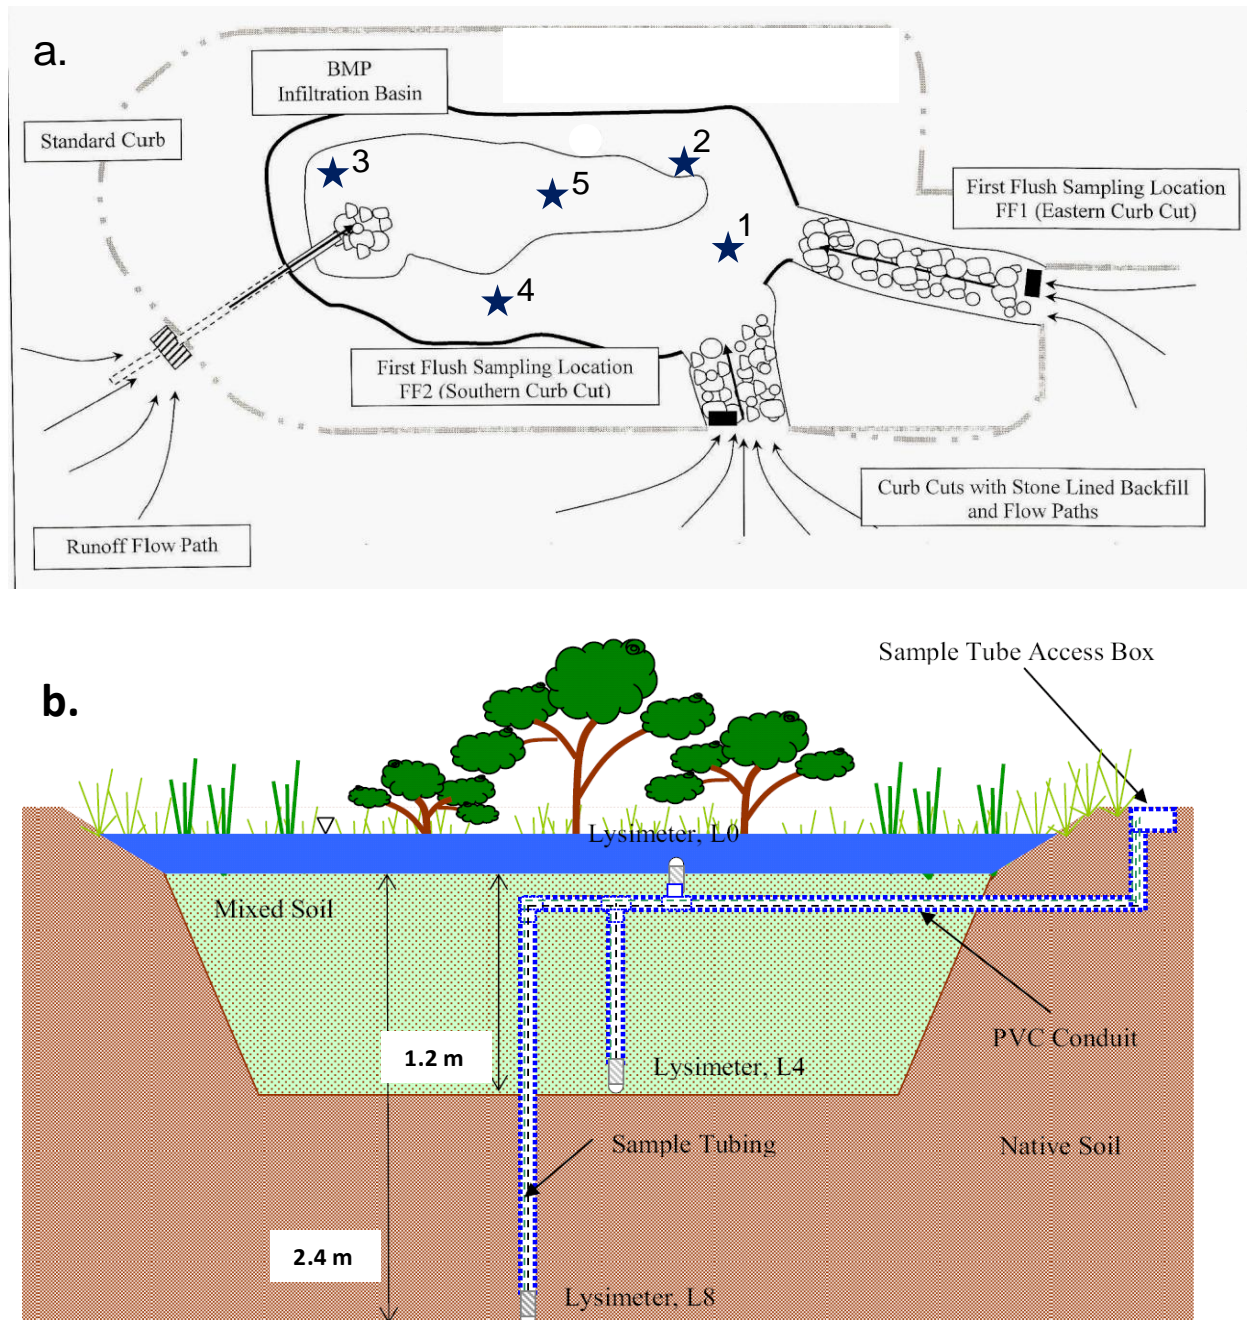 a.
BMP
Infiltration Basin
Standard Curb
2
3
5
First Flush Sampling Location
FF1 (Eastern Curb Cut)
1
4
First Flush Sampling Location
FF2 (Southern Curb Cut)
Curb Cuts with Stone Lined Backfill
and Flow Paths
Runoff Flow Path
Sample Tube Access Box
b.
Lysimeter, L0
Mixed Soil
PVC Conduit
1.2 m
Lysimeter, L4
Sample Tubing
Native Soil
2.4 m
Lysimeter, L8